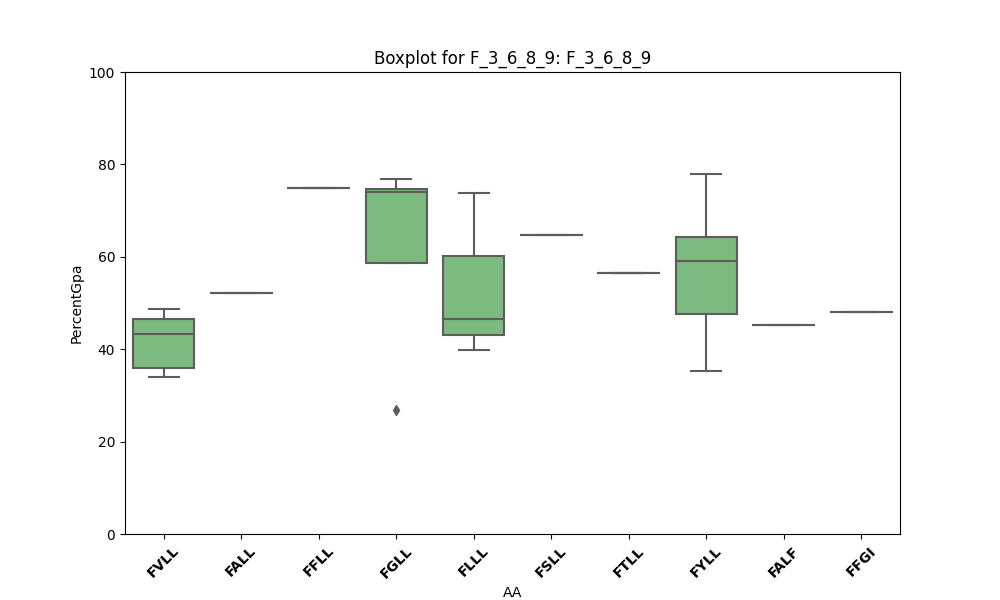 Boxplot for F_3_6_8_9: F_3_6_8_9
100
80
60
40
20
0
PercentGpa
FVLL
FALL
FFLL
FGLL
FLLL
FSLL
FTLL
FYLL
FALF
FFGI
AA